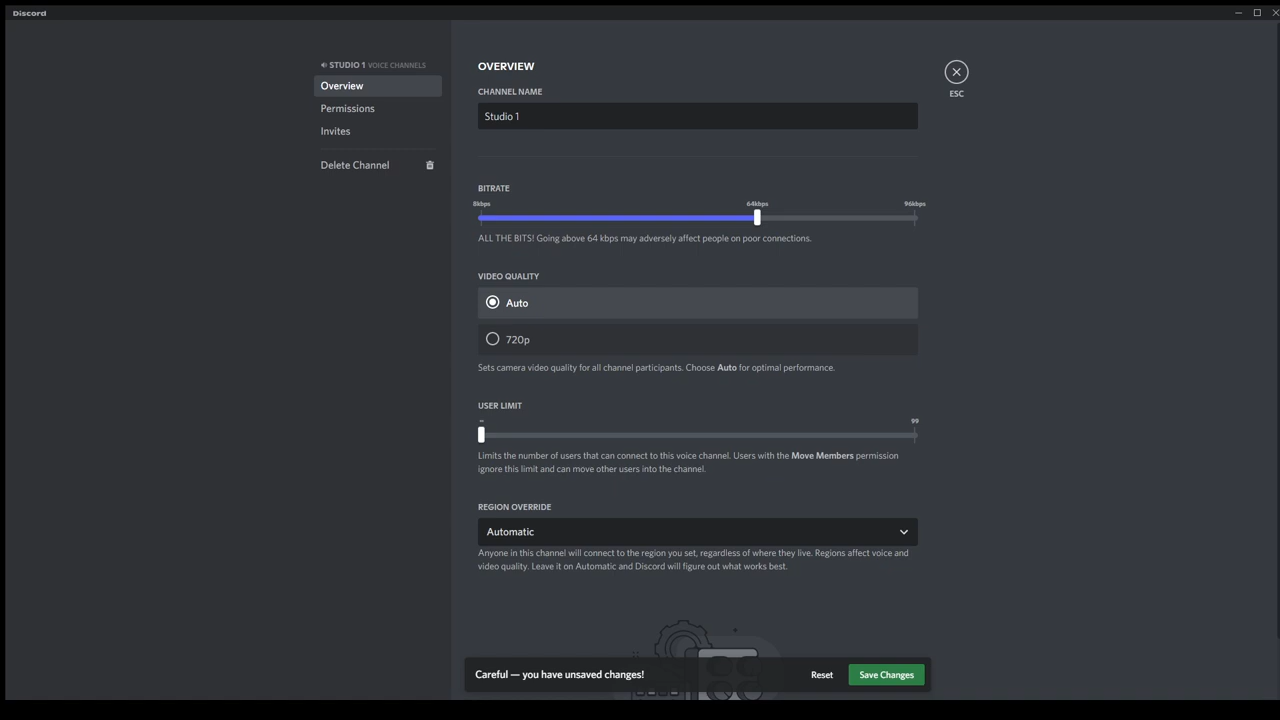 Discord
STUDIO 1 VOICE CHANNELS
Overview
Permissions
Invites
Delete Channel
OVERVIEW
ESC
CHANNEL NAME
Studio 1
BITRATE
8kbps 64kbps 96kbps
ALL THE BITS! Going above 64 kbps may adversely affect people on poor connections.
VIDEO QUALITY
Auto
720p
Sets camera video quality for all channel participants. Choose Auto for optimal performance.
USER LIMIT
∞ 99
Limits the number of users that can connect to this voice channel. Users with the Move Members permission
ignore this limit and can move other users into the channel.
REGION OVERRIDE
Automatic
Anyone in this channel will connect to the region you set, regardless of where they live. Regions affect voice and
video quality. Leave it on Automatic and Discord will figure out what works best.
Careful — you have unsaved changes! Reset Save Changes